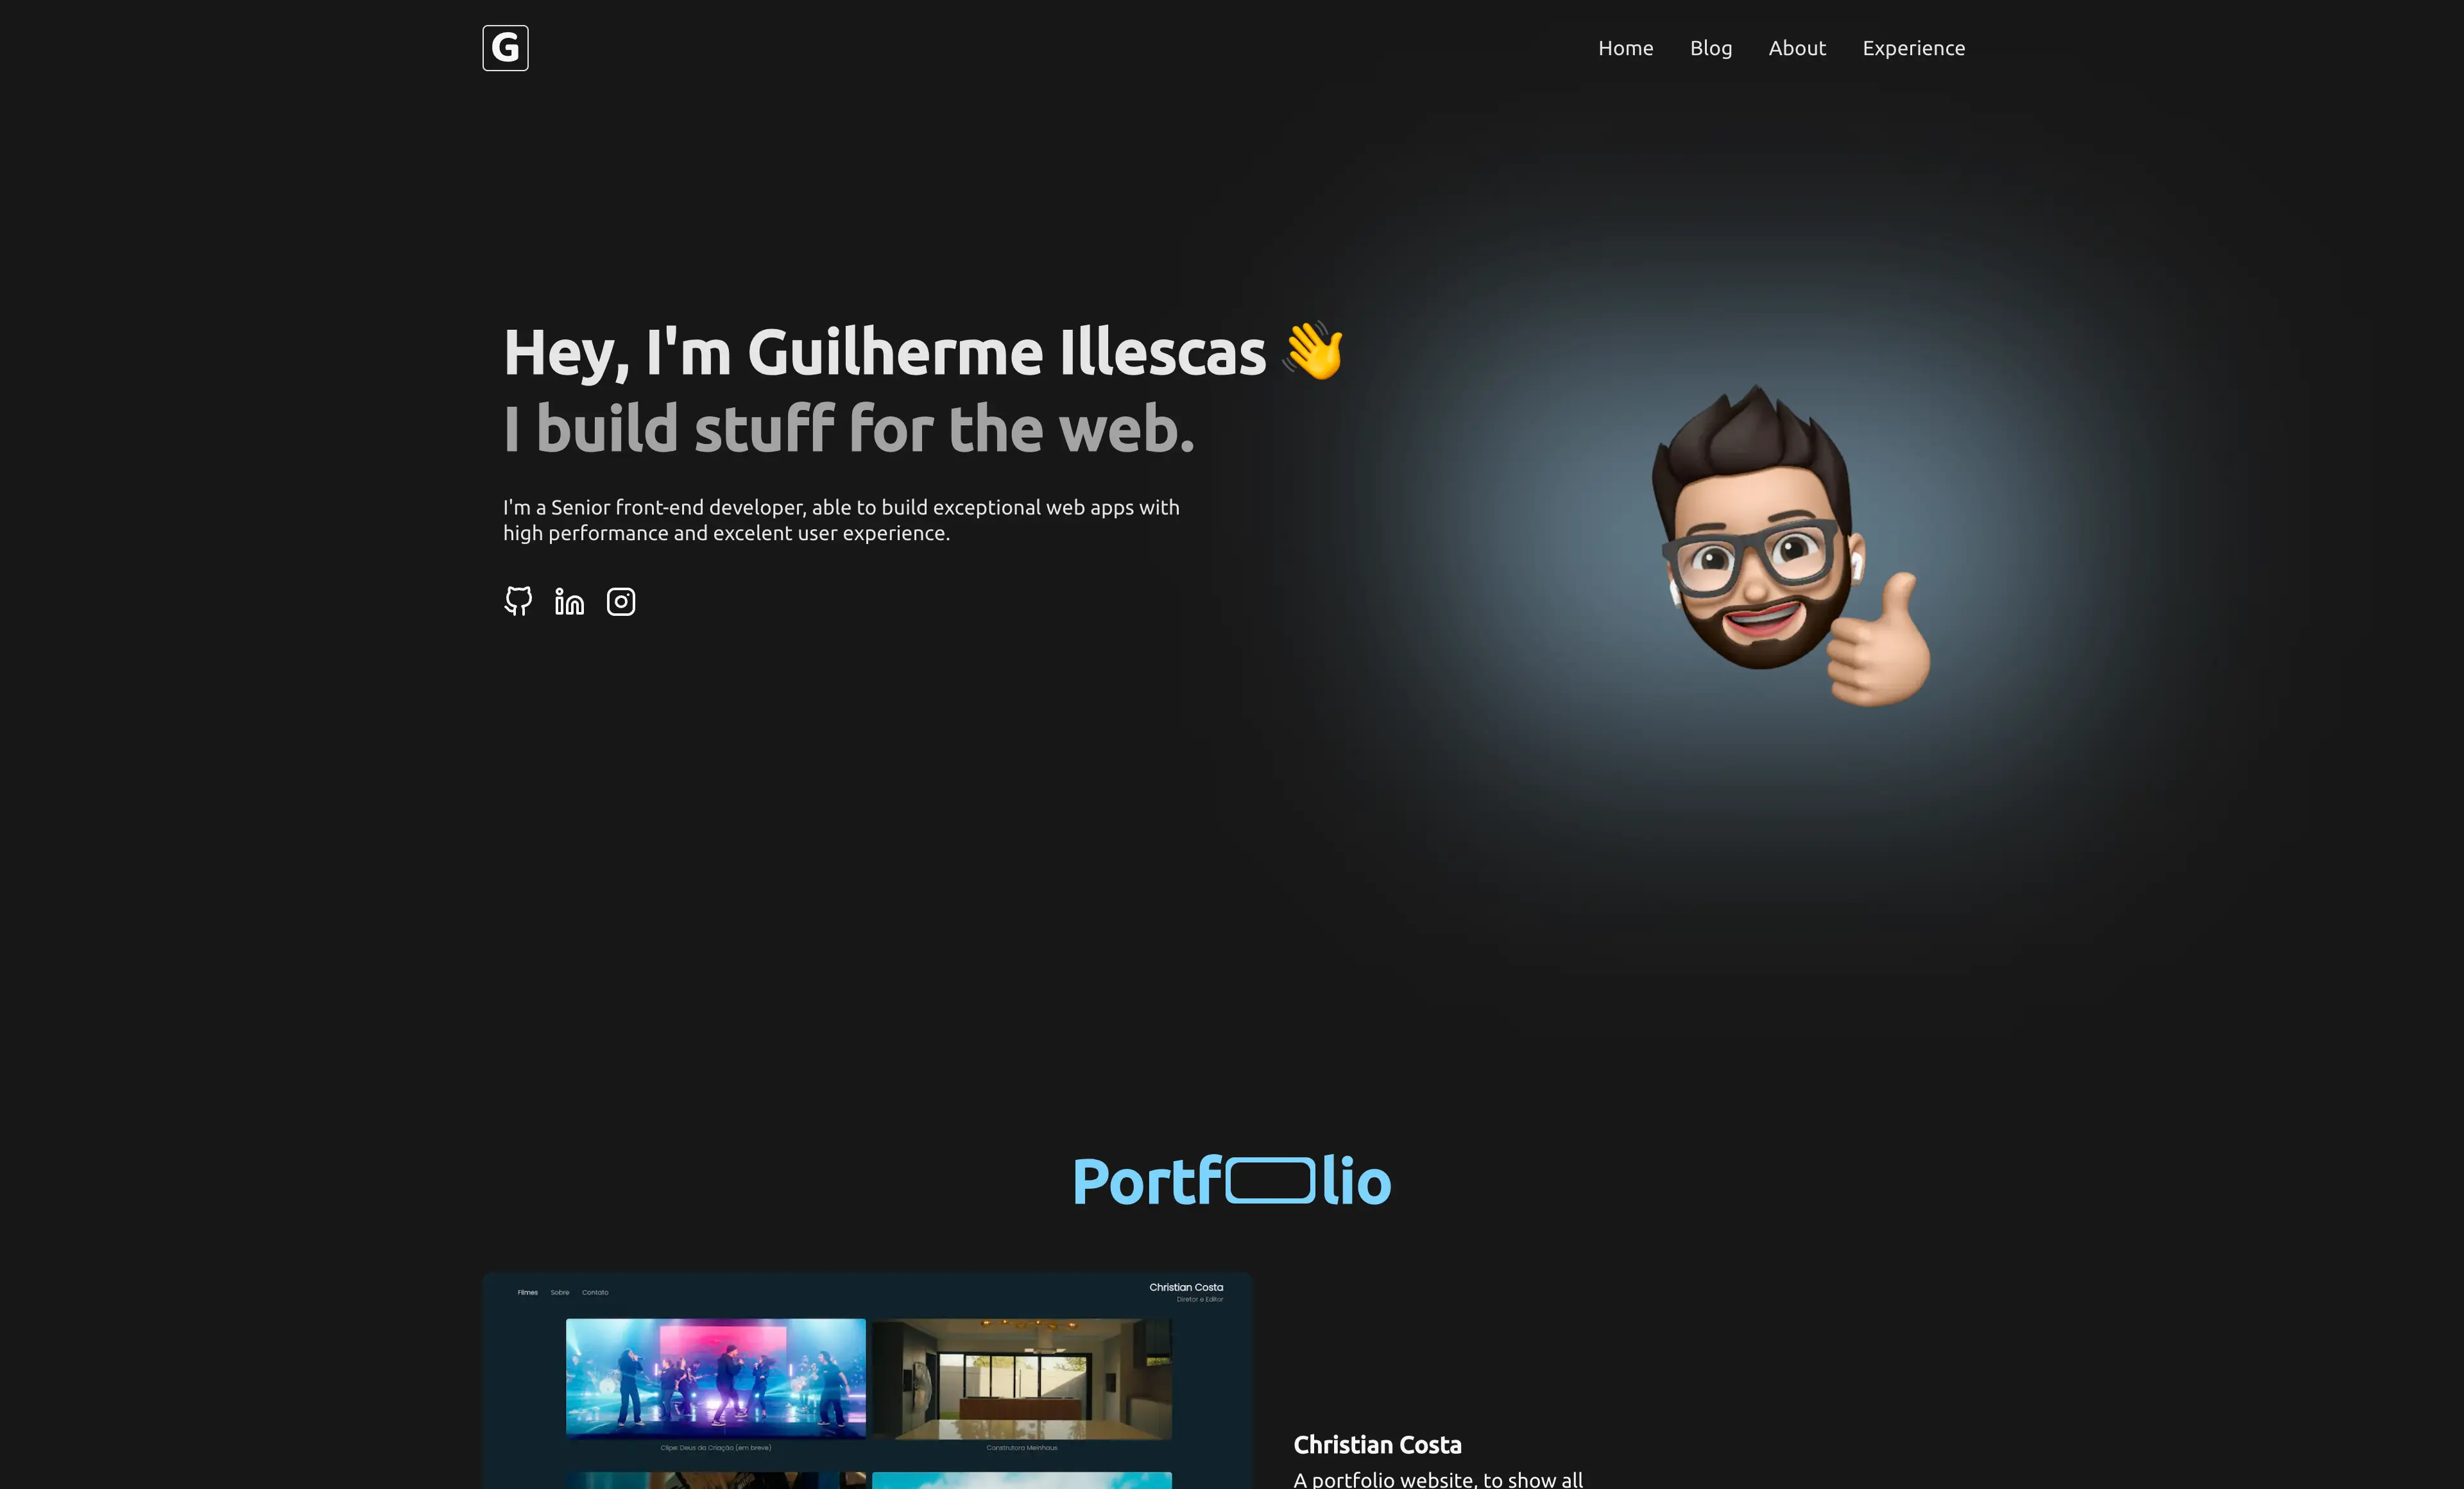 G
Home Blog About Experience
Hey, I'm Guilherme Illescas 👋
I build stuff for the web.
I'm a Senior front-end developer, able to build exceptional web apps with
high performance and excelent user experience.
Portfolio
Filmes Sobre Contato
Christian Costa
Diretor e Editor
Clipe: Deus da Criação (em breve)
Construtora Meinhaus
Christian Costa
A portfolio website, to show all